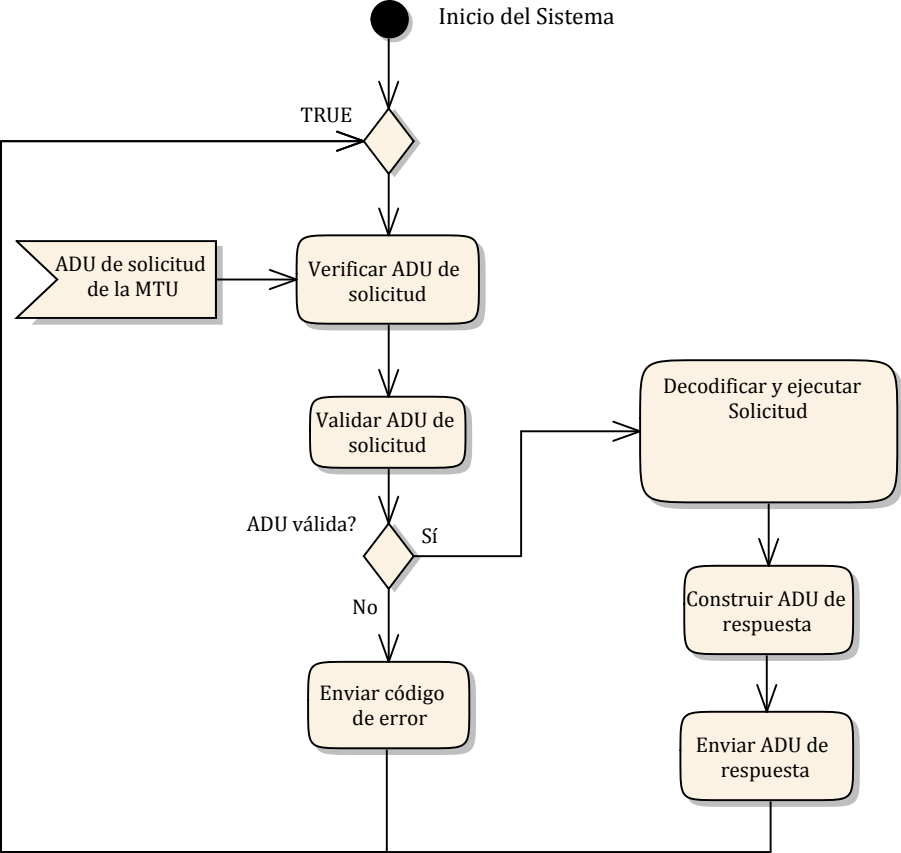 Inicio del Sistema
TRUE
ADU de solicitud
de la MTU
Verificar ADU de
solicitud
Validar ADU de
solicitud
ADU válida?
Sí
No
Enviar código
de error
Decodificar y ejecutar
Solicitud
Construir ADU de
respuesta
Enviar ADU de
respuesta